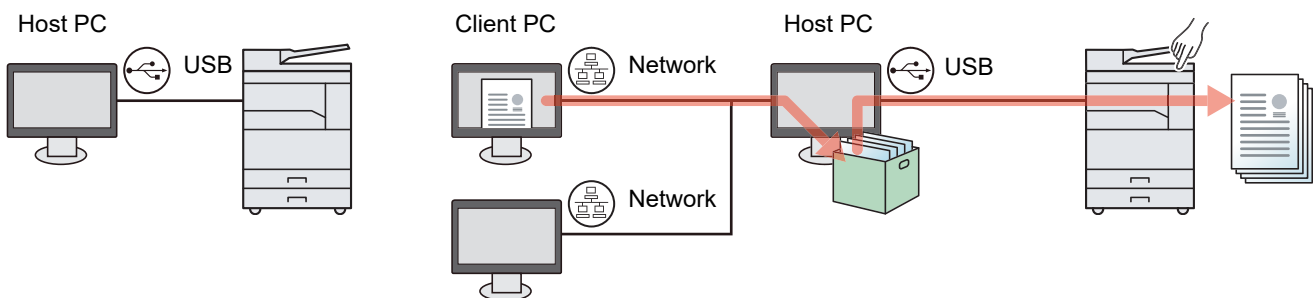 Host PC
USB
Client PC
Network
Host PC
USB
Network